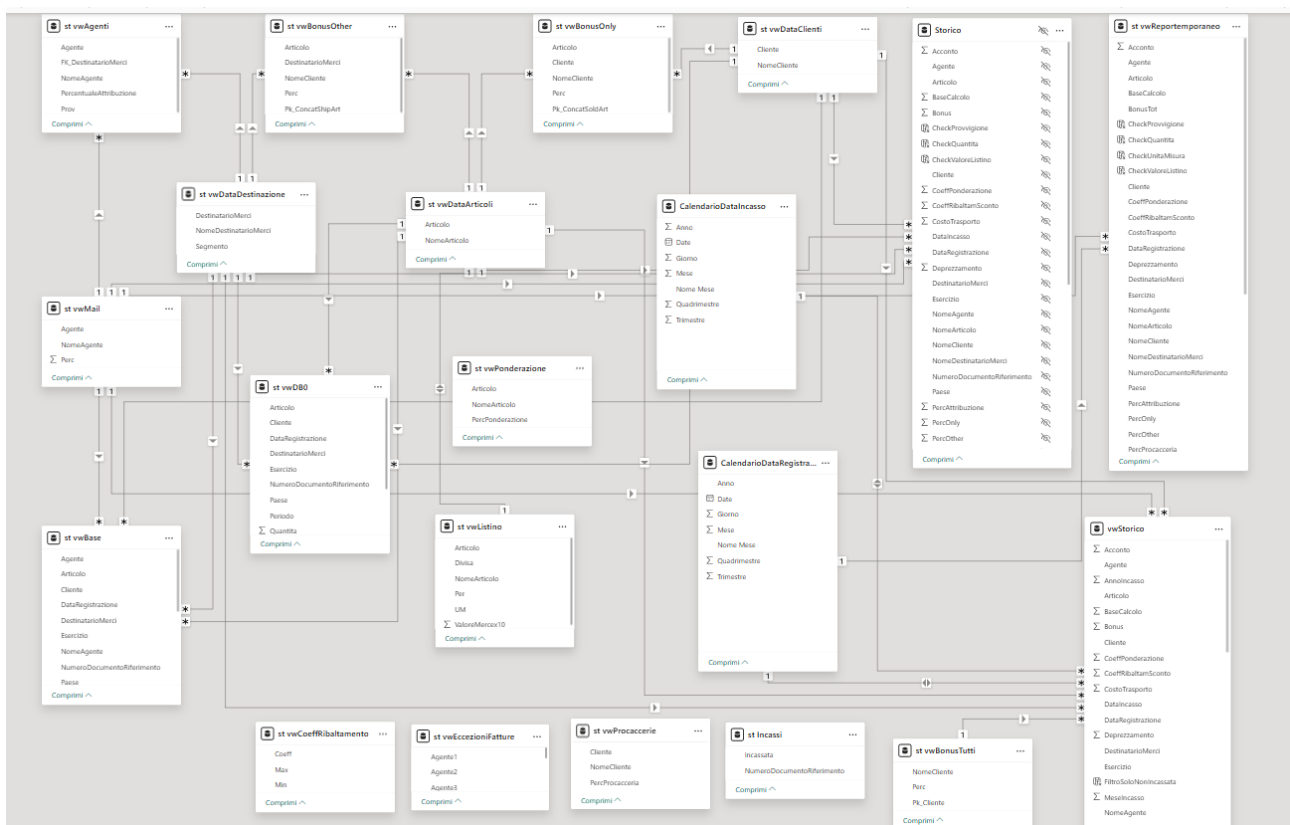 st vwAgenti
Agente
FK_DestinatarioMerci
NomeAgente
PercentualeAttribuzione
Prov
Comprimi
st vwBonusOther
Articolo
DestinatarioMerci
NomeCliente
Perc
Pk_ConcatShipArt
Comprimi
st vwBonusOnly
Articolo
Cliente
NomeCliente
Perc
Pk_ConcatSoldArt
Comprimi
st vwDataClienti
Cliente
NomeCliente
Comprimi
Storico
Acconto
Agente
Articolo
BaseCalcolo
Bonus
CheckProvvigione
CheckQuantita
CheckValoreListino
Cliente
CoeffPonderazione
CoeffRibaltamSconto
CostoTrasporto
DataIncasso
DataRegistrazione
Deprezzamento
DestinatarioMerci
Esercizio
NomeAgente
NomeArticolo
NomeCliente
NomeDestinatarioMerci
NumeroDocumentoRiferimento
Paese
PercAttribuzione
PercOnly
PercOther
Comprimi
st vwReportemporaneo
Acconto
Agente
Articolo
BaseCalcolo
BonusTot
CheckProvvigione
CheckQuantita
CheckUnitaMisura
CheckValoreListino
Cliente
CoeffPonderazione
CoeffRibaltamSconto
CostoTrasporto
DataRegistrazione
Deprezzamento
DestinatarioMerci
Esercizio
NomeAgente
NomeArticolo
NomeCliente
NomeDestinatarioMerci
NumeroDocumentoRiferimento
Paese
PercAttribuzione
PercOnly
PercOther
PercProcacceria
Comprimi
st vwDataDestinazione
DestinatarioMerci
NomeDestinatarioMerci
Segmento
Comprimi
st vwDataArticoli
Articolo
NomeArticolo
Comprimi
CalendarioDataIncasso
Anno
Date
Giorno
Mese
Nome Mese
Quadrimestre
Trimestre
Comprimi
st vwMail
Agente
NomeAgente
Perc
Comprimi
st vwDB0
Articolo
Cliente
DataRegistrazione
DestinatarioMerci
Esercizio
NumeroDocumentoRiferimento
Paese
Periodo
Quantita
Comprimi
st vwPonderazione
Articolo
NomeArticolo
PercPonderazione
Comprimi
CalendarioDataRegistra...
Anno
Date
Giorno
Mese
Nome Mese
Quadrimestre
Trimestre
Comprimi
st vwBase
Agente
Articolo
Cliente
DataRegistrazione
DestinatarioMerci
Esercizio
NomeAgente
NumeroDocumentoRiferimento
Paese
Comprimi
st vwListino
Articolo
Divisa
NomeArticolo
Per
UM
ValoreMercex10
Comprimi
vwStorico
Acconto
Agente
AnnoIncasso
Articolo
BaseCalcolo
Bonus
Cliente
CoeffPonderazione
CoeffRibaltamSconto
CostoTrasporto
DataIncasso
DataRegistrazione
Deprezzamento
DestinatarioMerci
Esercizio
FiltroSoloNonIncassata
MeseIncasso
NomeAgente
st vwCoeffRibaltamento
Coeff
Max
Min
Comprimi
st vwEccezioniFatture
Agente1
Agente2
Agente3
Comprimi
st vwProcaccerie
Cliente
NomeCliente
PercProcacceria
Comprimi
st Incassi
Incassata
NumeroDocumentoRiferimento
Comprimi
st vwBonusTutti
NomeCliente
Perc
Pk_Cliente
Comprimi